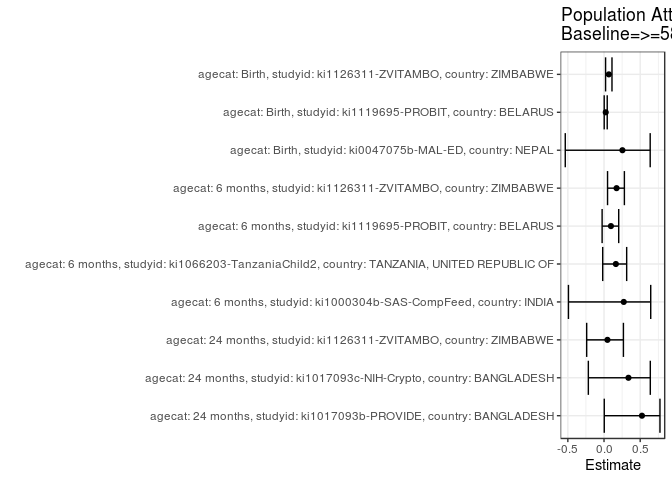 Population Att
Baseline=>=58
agecat: Birth, studyid: ki1126311-ZVITAMBO, country: ZIMBABWE
agecat: Birth, studyid: ki1119695-PROBIT, country: BELARUS
agecat: Birth, studyid: ki0047075b-MAL-ED, country: NEPAL
agecat: 6 months, studyid: ki1126311-ZVITAMBO, country: ZIMBABWE
agecat: 6 months, studyid: ki1119695-PROBIT, country: BELARUS
agecat: 6 months, studyid: ki1066203-TanzaniaChild2, country: TANZANIA, UNITED REPUBLIC OF
agecat: 6 months, studyid: ki1000304b-SAS-CompFeed, country: INDIA
agecat: 24 months, studyid: ki1126311-ZVITAMBO, country: ZIMBABWE
agecat: 24 months, studyid: ki1017093c-NIH-Crypto, country: BANGLADESH
agecat: 24 months, studyid: ki1017093b-PROVIDE, country: BANGLADESH
-0.5 0.0 0.5
Estimate